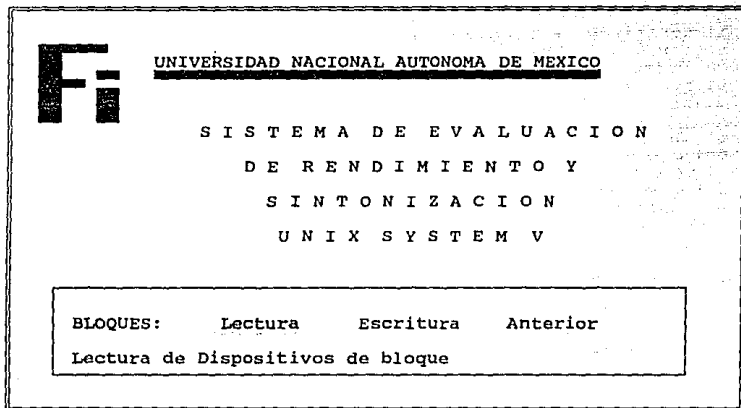 Fi
UNIVERSIDAD NACIONAL AUTONOMA DE MEXICO
S I S T E M A  D E  E V A L U A C I O N
D E  R E N D I M I E N T O  Y
S I N T O N I Z A C I O N
U N I X  S Y S T E M  V
BLOQUES: Lectura Escritura Anterior
Lectura de Dispositivos de bloque